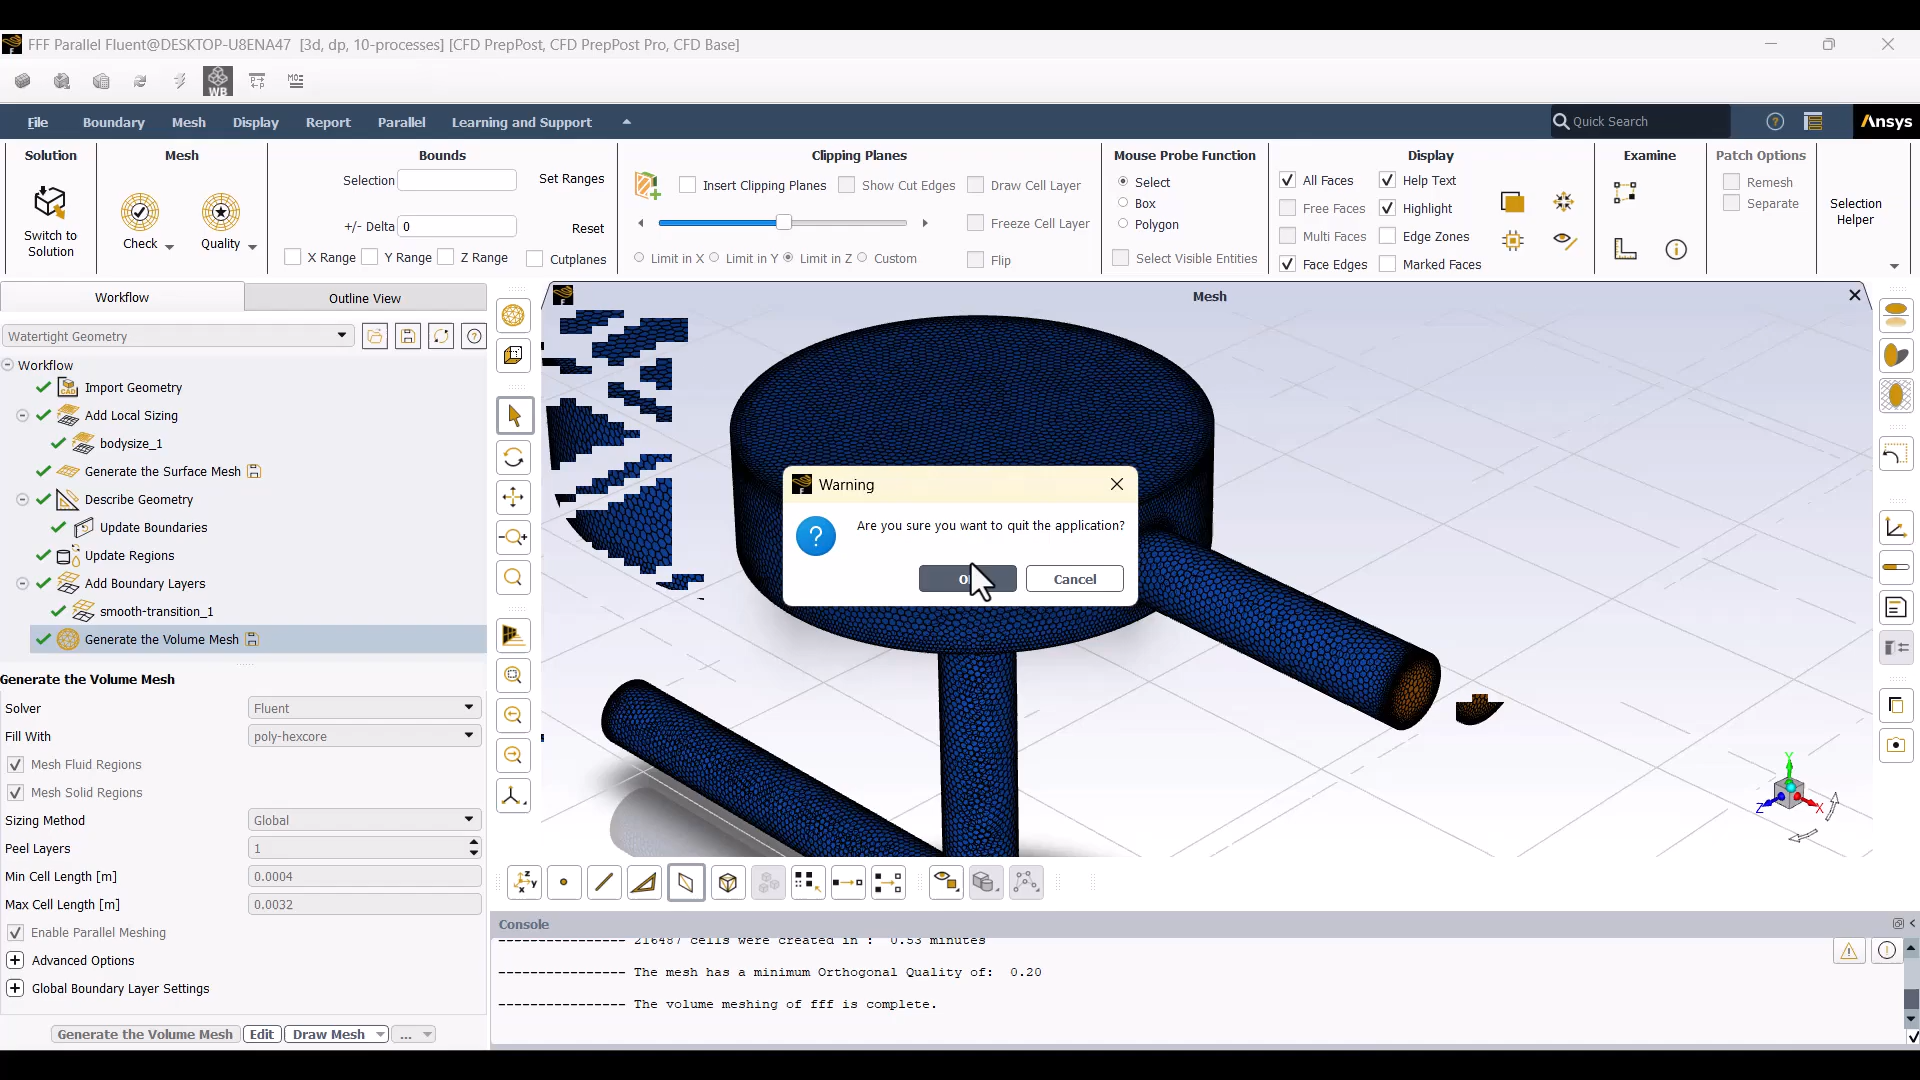 FFF Parallel Fluent@DESKTOP-U8ENA47 [3d, dp, 10-processes] [CFD PrepPost, CFD PrepPost Pro, CFD Base]
WB
File Boundary Mesh Display Report Parallel Learning and Support
Quick Search
Ansys
Solution
Switch to
Solution
Mesh
Check
Quality
Bounds
Selection
Set Ranges
+/- Delta 0
Reset
X Range Y Range Z Range Cutplanes
Clipping Planes
Insert Clipping Planes Show Cut Edges Draw Cell Layer
Freeze Cell Layer
Limit in X Limit in Y Limit in Z Custom Flip
Mouse Probe Function
Select
Box
Polygon
Select Visible Entities
Display
All Faces Help Text
Free Faces Highlight
Multi Faces Edge Zones
Face Edges Marked Faces
Examine
Patch Options
Remesh
Separate
Selection
Helper
Workflow Outline View
Watertight Geometry
Workflow
Import Geometry
Add Local Sizing
bodysize_1
Generate the Surface Mesh
Describe Geometry
Update Boundaries
Update Regions
Add Boundary Layers
smooth-transition_1
Generate the Volume Mesh
Generate the Volume Mesh
Solver Fluent
Fill With poly-hexcore
Mesh Fluid Regions
Mesh Solid Regions
Sizing Method Global
Peel Layers 1
Min Cell Length [m] 0.0004
Max Cell Length [m] 0.0032
Enable Parallel Meshing
Advanced Options
Global Boundary Layer Settings
Generate the Volume Mesh Edit Draw Mesh ...
Mesh
Warning
Are you sure you want to quit the application?
Cancel
Y
Z X
Console
---------------- 216487 cells were created in : 0.53 minutes
---------------- The mesh has a minimum Orthogonal Quality of: 0.20
---------------- The volume meshing of fff is complete.